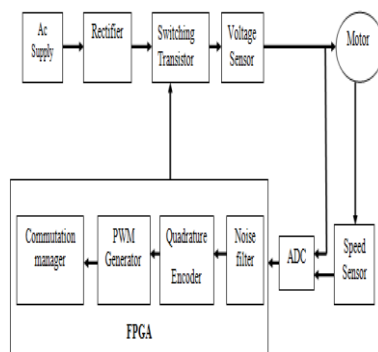 Ac
Supply
Rectifier
Switching
Transistor
Voltage
Sensor
Motor
Commutation
manager
PWM
Generator
Quadrature
Encoder
Noise
filter
ADC
Speed
Sensor
FPGA